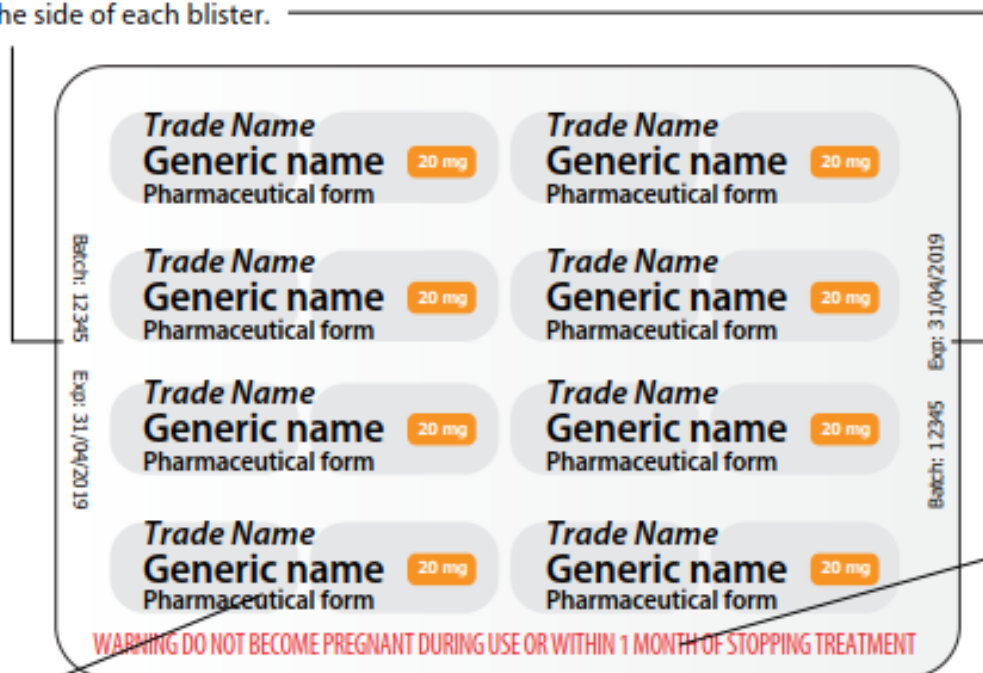 he side of each blister.
Trade Name
Generic name 20 mg
Pharmaceutical form
Trade Name
Generic name 20 mg
Pharmaceutical form
Batch: 12345 Exp: 31/04/2019
Trade Name
Generic name 20 mg
Pharmaceutical form
Trade Name
Generic name 20 mg
Pharmaceutical form
Batch: 12345 Exp: 31/04/2019
Trade Name
Generic name 20 mg
Pharmaceutical form
Trade Name
Generic name 20 mg
Pharmaceutical form
Trade Name
Generic name 20 mg
Pharmaceutical form
Trade Name
Generic name 20 mg
Pharmaceutical form
WARNING DO NOT BECOME PREGNANT DURING USE OR WITHIN 1 MONTH OF STOPPING TREATMENT